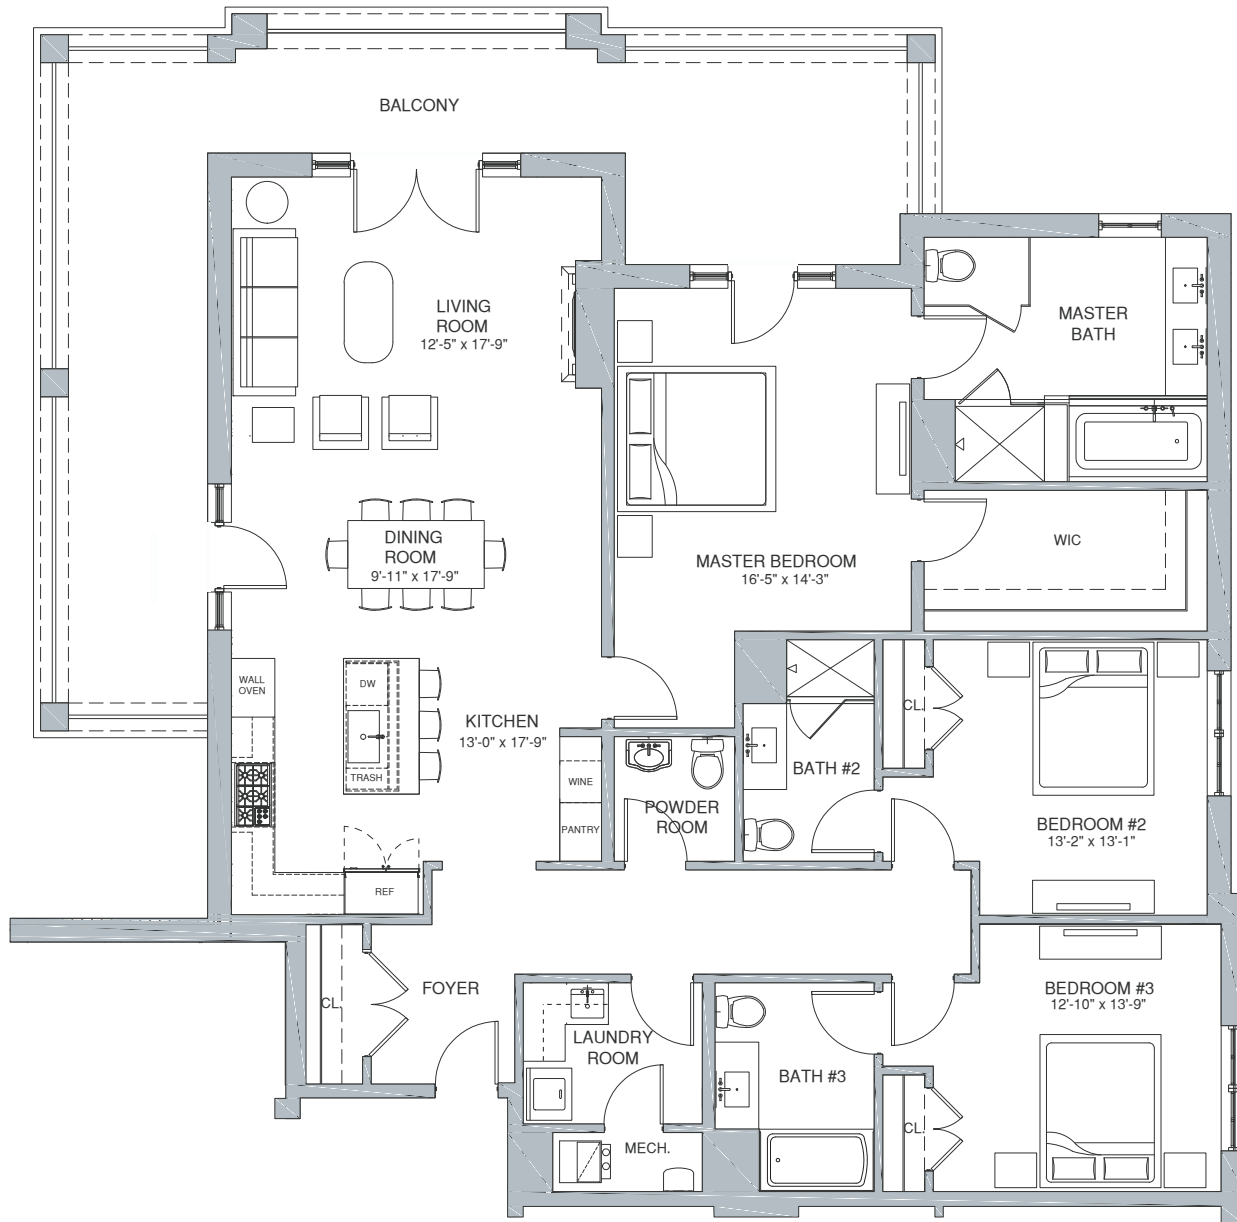 BALCONY
LIVING
ROOM
12'-5" x 17'-9"
MASTER
BATH
DINING
ROOM
9'-11" x 17'-9"
MASTER BEDROOM
16'-5" x 14'-3"
WIC
WALL
OVEN
DW
TRASH
KITCHEN
13'-0" x 17'-9"
WINE
PANTRY
REF
POWDER
ROOM
BATH #2
CL.
BEDROOM #2
13'-2" x 13'-1"
CL.
FOYER
LAUNDRY
ROOM
MECH.
BATH #3
CL.
BEDROOM #3
12'-10" x 13'-9"